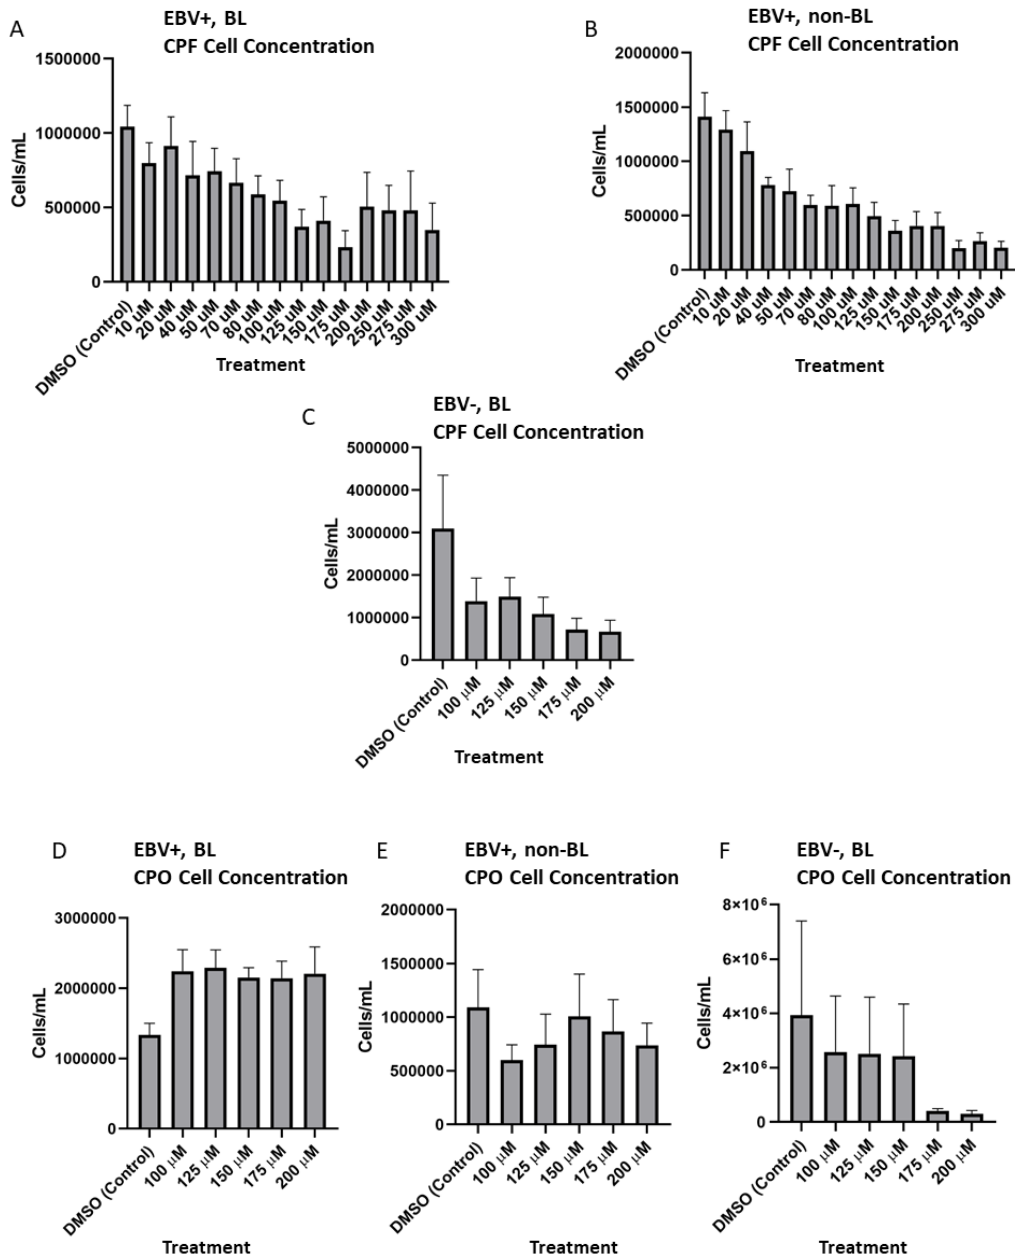 A
EBV+, BL
CPF Cell Concentration
1500000
1000000
500000
0
Cells/mL
DMSO (Control)
10 uM
20 uM
40 uM
50 uM
70 uM
80 uM
100 uM
125 uM
150 uM
175 uM
200 uM
250 uM
275 uM
300 uM
Treatment
B
EBV+, non-BL
CPF Cell Concentration
2000000
1500000
1000000
500000
0
Cells/mL
DMSO (Control)
10 uM
20 uM
40 uM
50 uM
70 uM
80 uM
100 uM
125 uM
150 uM
175 uM
200 uM
250 uM
275 uM
300 uM
Treatment
C
EBV-, BL
CPF Cell Concentration
5000000
4000000
3000000
2000000
1000000
0
Cells/mL
DMSO (Control)
100 μM
125 μM
150 μM
175 μM
200 μM
Treatment
D
EBV+, BL
CPO Cell Concentration
3000000
2000000
1000000
0
Cells/mL
DMSO (Control)
100 μM
125 μM
150 μM
175 μM
200 μM
Treatment
E
EBV+, non-BL
CPO Cell Concentration
2000000
1500000
1000000
500000
0
Cells/mL
DMSO (Control)
100 μM
125 μM
150 μM
175 μM
200 μM
Treatment
F
EBV-, BL
CPO Cell Concentration
8×10⁶
6×10⁶
4×10⁶
2×10⁶
0
Cells/mL
DMSO (Control)
100 μM
125 μM
150 μM
175 μM
200 μM
Treatment